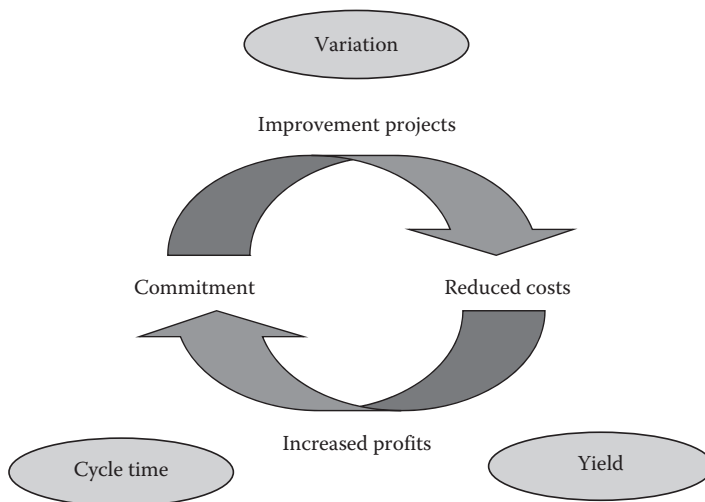 Variation
Improvement projects
Commitment
Reduced costs
Increased profits
Cycle time
Yield